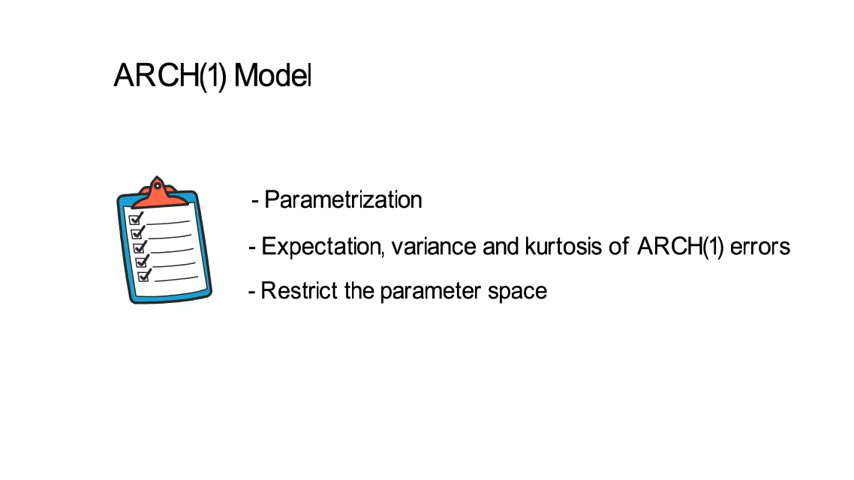 ARCH(1) Model
- Parametrization
- Expectation, variance and kurtosis of ARCH(1) errors
- Restrict the parameter space